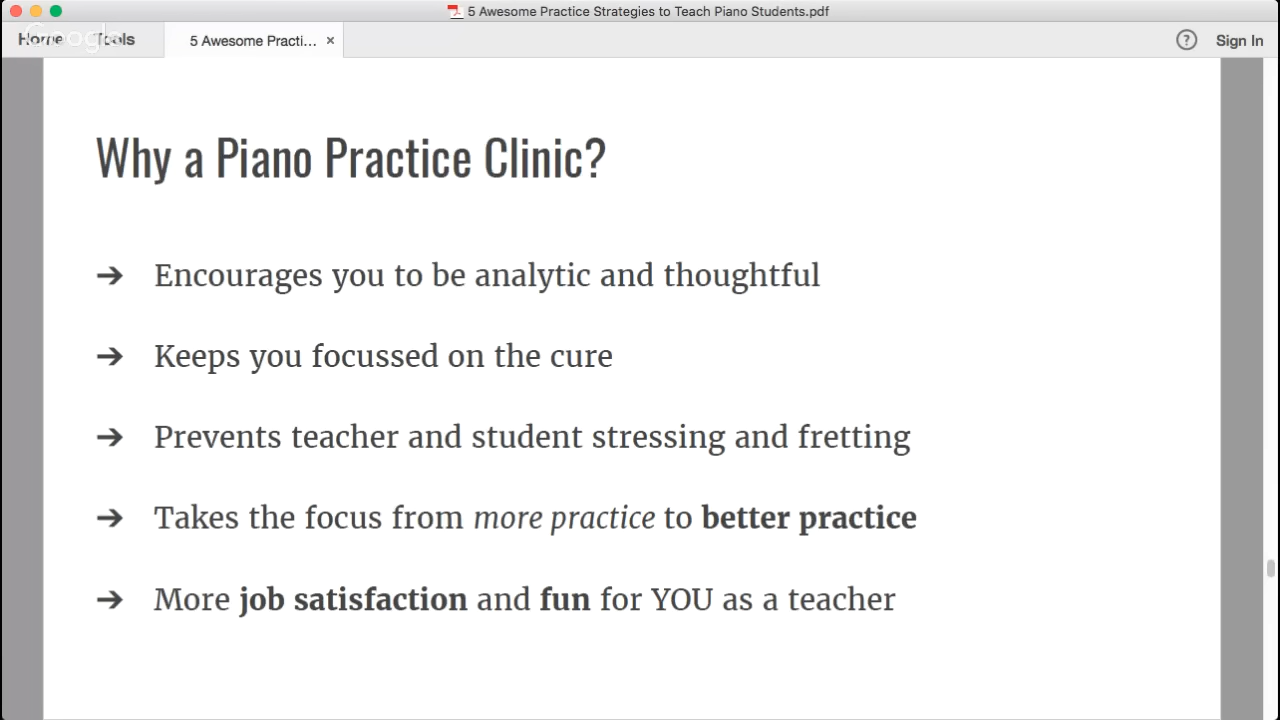 5 Awesome Practice Strategies to Teach Piano Students.pdf
Google
Home Tools 5 Awesome Practi... × ? Sign In
Why a Piano Practice Clinic?
➔ Encourages you to be analytic and thoughtful
➔ Keeps you focussed on the cure
➔ Prevents teacher and student stressing and fretting
➔ Takes the focus from more practice to better practice
➔ More job satisfaction and fun for YOU as a teacher